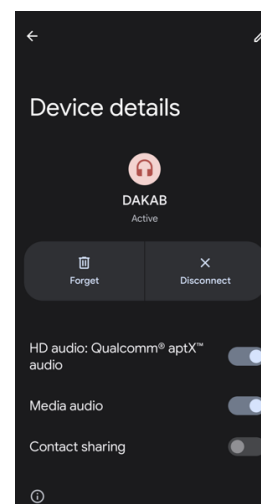 Device details
DAKAB
Active
Forget
Disconnect
HD audio: Qualcomm® aptX™
audio
Media audio
Contact sharing